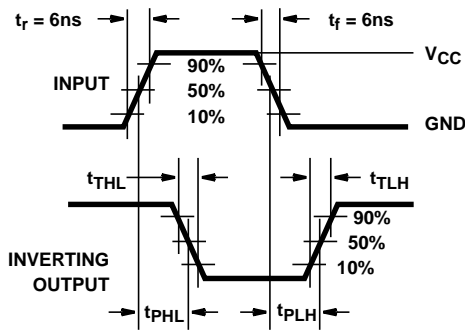 tr = 6ns
tf = 6ns
VCC
INPUT
90%
50%
10%
GND
tTHL
tTLH
90%
50%
10%
INVERTING
OUTPUT
tPHL
tPLH